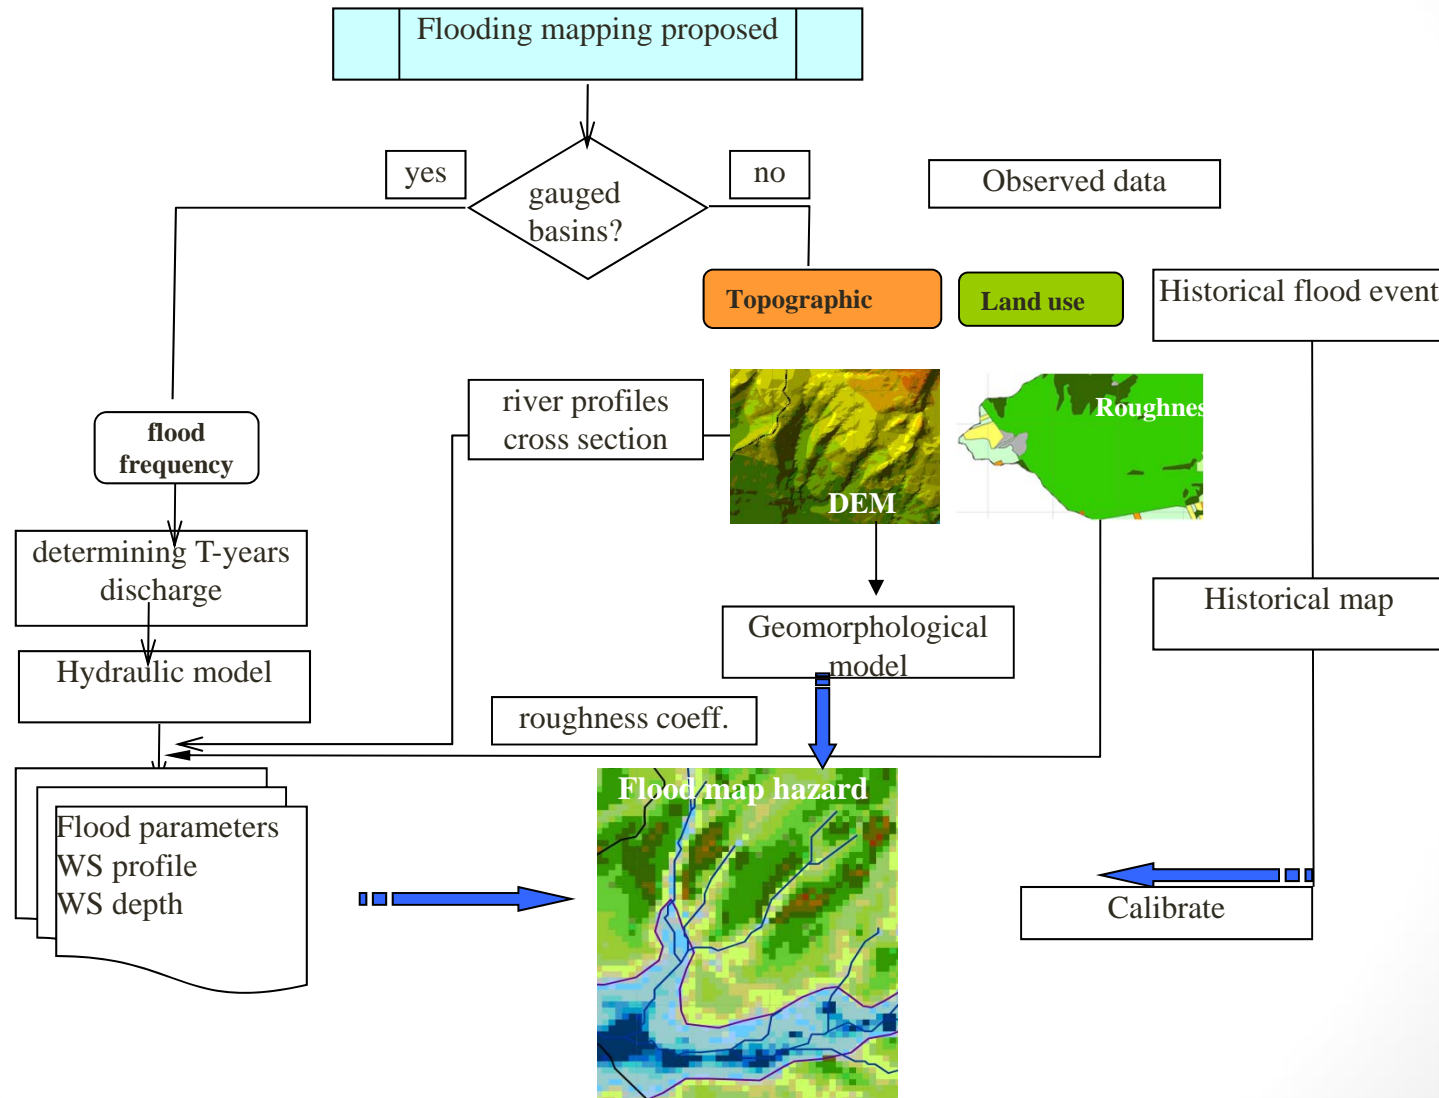 Flooding mapping proposed
yes
no
gauged
basins?
Observed data
Topographic
Land use
Historical flood event
river profiles
cross section
Roughnes
flood
frequency
DEM
determining T-years
discharge
Historical map
Geomorphological
model
Hydraulic model
roughness coeff.
Flood map hazard
Flood parameters
WS profile
WS depth
Calibrate